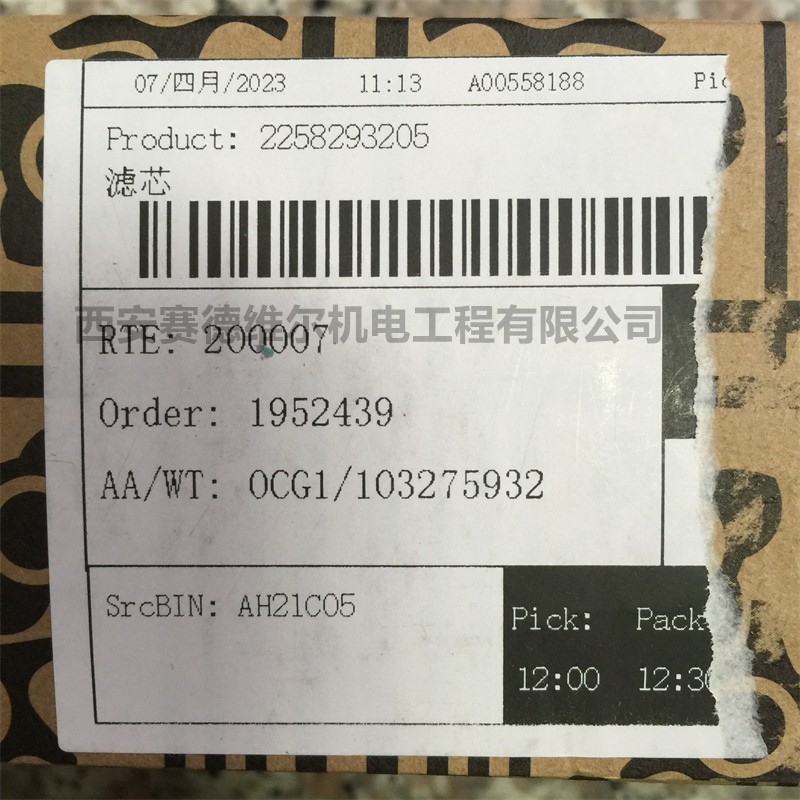 07/四月/2023 11:13 A00558188 Pic
Product: 2258293205
滤芯
西安赛德维尔机电工程有限公司
RTE: 200007
Order: 1952439
AA/WT: OCG1/103275932
SrcBIN: AH21C05
Pick: Pack
12:00 12:30